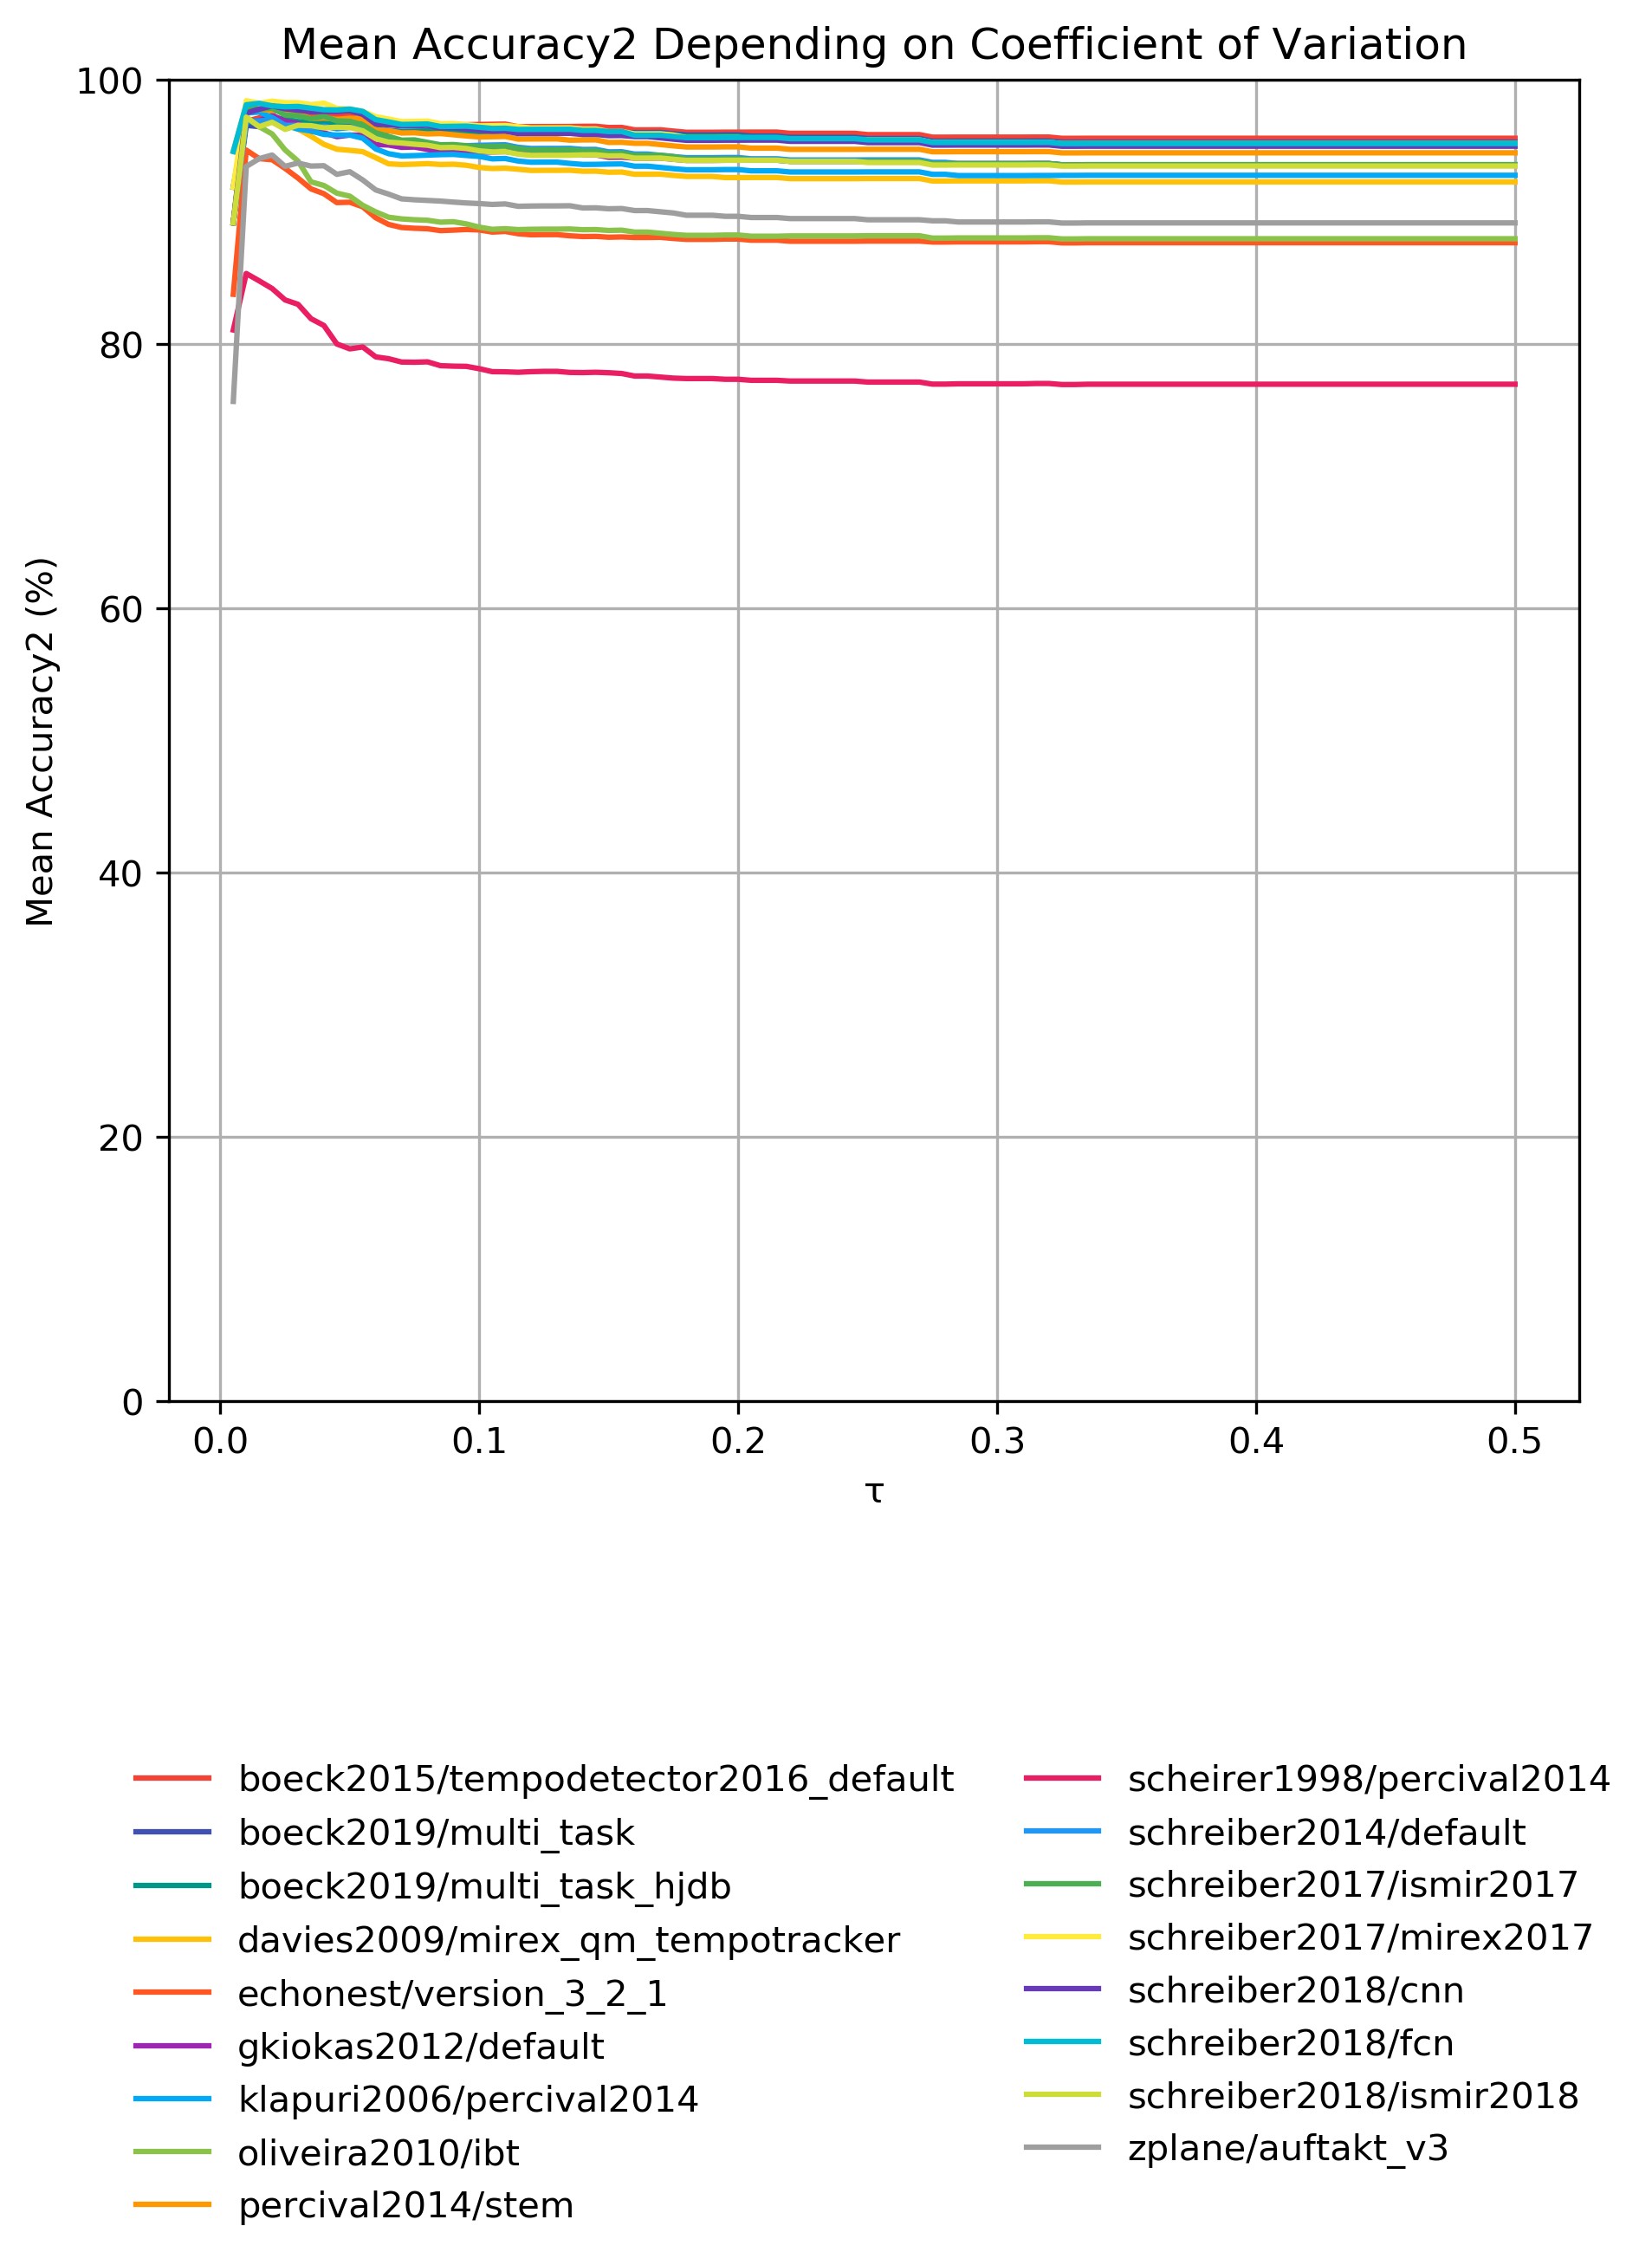 Mean Accuracy2 Depending on Coefficient of Variation
100
80
60
40
20
0
Mean Accuracy2 (%)
0.0 0.1 0.2 0.3 0.4 0.5
τ
boeck2015/tempodetector2016_default
boeck2019/multi_task
boeck2019/multi_task_hjdb
davies2009/mirex_qm_tempotracker
echonest/version_3_2_1
gkiokas2012/default
klapuri2006/percival2014
oliveira2010/ibt
percival2014/stem
scheirer1998/percival2014
schreiber2014/default
schreiber2017/ismir2017
schreiber2017/mirex2017
schreiber2018/cnn
schreiber2018/fcn
schreiber2018/ismir2018
zplane/auftakt_v3